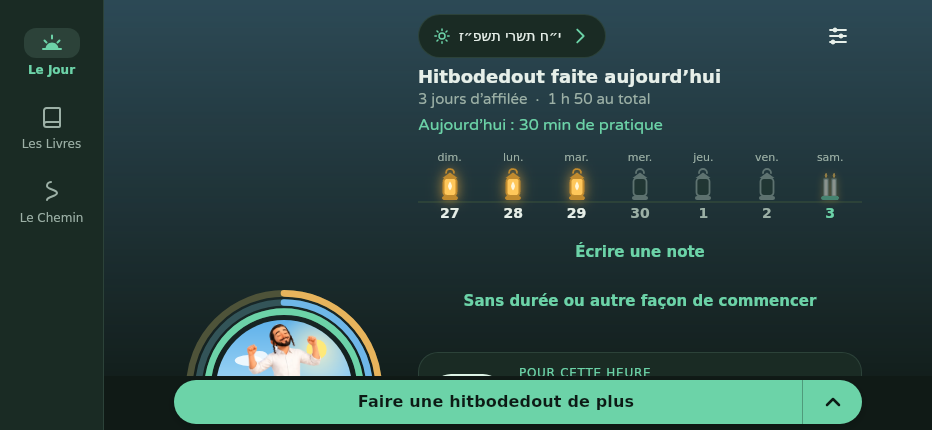 Le Jour
Les Livres
Le Chemin
י״ח תשרי תשפ״ז
Hitbodedout faite aujourd’hui
3 jours d’affilée · 1 h 50 au total
Aujourd’hui : 30 min de pratique
dim. lun. mar. mer. jeu. ven. sam.
27 28 29 30 1 2 3
Écrire une note
Sans durée ou autre façon de commencer
POUR CETTE HEURE
Faire une hitbodedout de plus